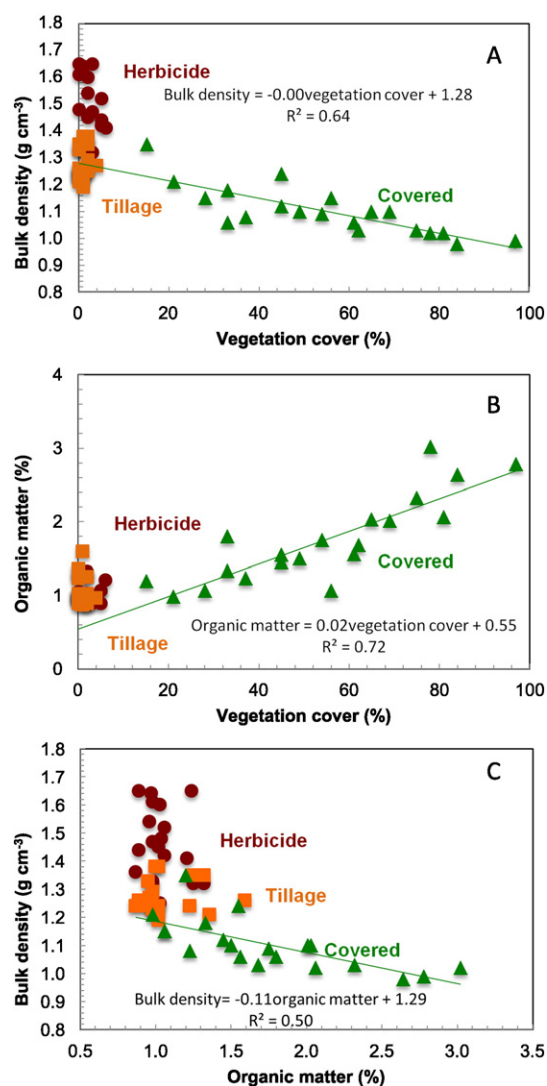 A
Herbicide
Bulk density = -0.00vegetation cover + 1.28
R² = 0.64
Tillage
Covered
Bulk density (g cm⁻³)
1.8
1.7
1.6
1.5
1.4
1.3
1.2
1.1
1.0
0.9
0.8
0 20 40 60 80 100
Vegetation cover (%)
B
Herbicide
Covered
Tillage
Organic matter = 0.02vegetation cover + 0.55
R² = 0.72
Organic matter (%)
4
3
2
1
0
0 20 40 60 80 100
Vegetation cover (%)
C
Herbicide
Tillage
Covered
Bulk density= -0.11organic matter + 1.29
R² = 0.50
Bulk density (g cm⁻³)
1.8
1.7
1.6
1.5
1.4
1.3
1.2
1.1
1.0
0.9
0.8
0.5 1.0 1.5 2.0 2.5 3.0 3.5
Organic matter (%)